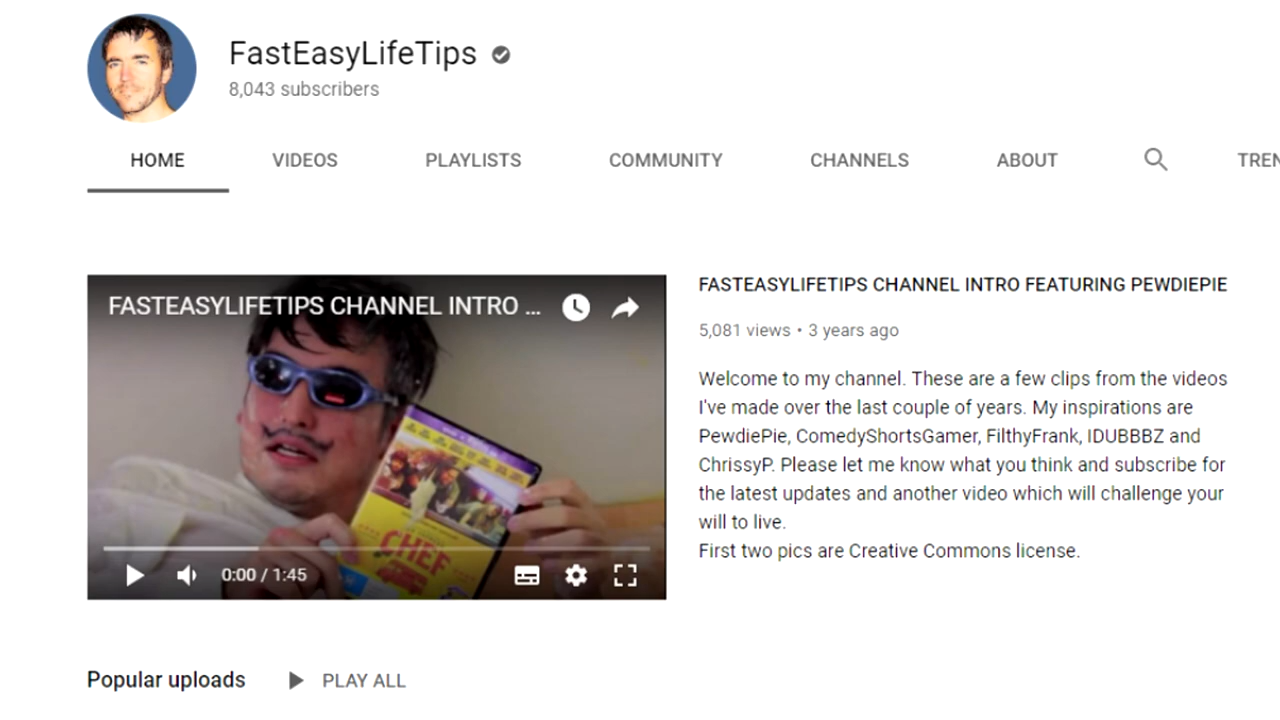 FastEasyLifeTips
8,043 subscribers
HOME VIDEOS PLAYLISTS COMMUNITY CHANNELS ABOUT TREN
FASTEASYLIFETIPS CHANNEL INTRO ...
CHEF
0:00 / 1:45
FASTEASYLIFETIPS CHANNEL INTRO FEATURING PEWDIEPIE
5,081 views • 3 years ago
Welcome to my channel. These are a few clips from the videos
I've made over the last couple of years. My inspirations are
PewdiePie, ComedyShortsGamer, FilthyFrank, IDUBBBZ and
ChrissyP. Please let me know what you think and subscribe for
the latest updates and another video which will challenge your
will to live.
First two pics are Creative Commons license.
Popular uploads PLAY ALL